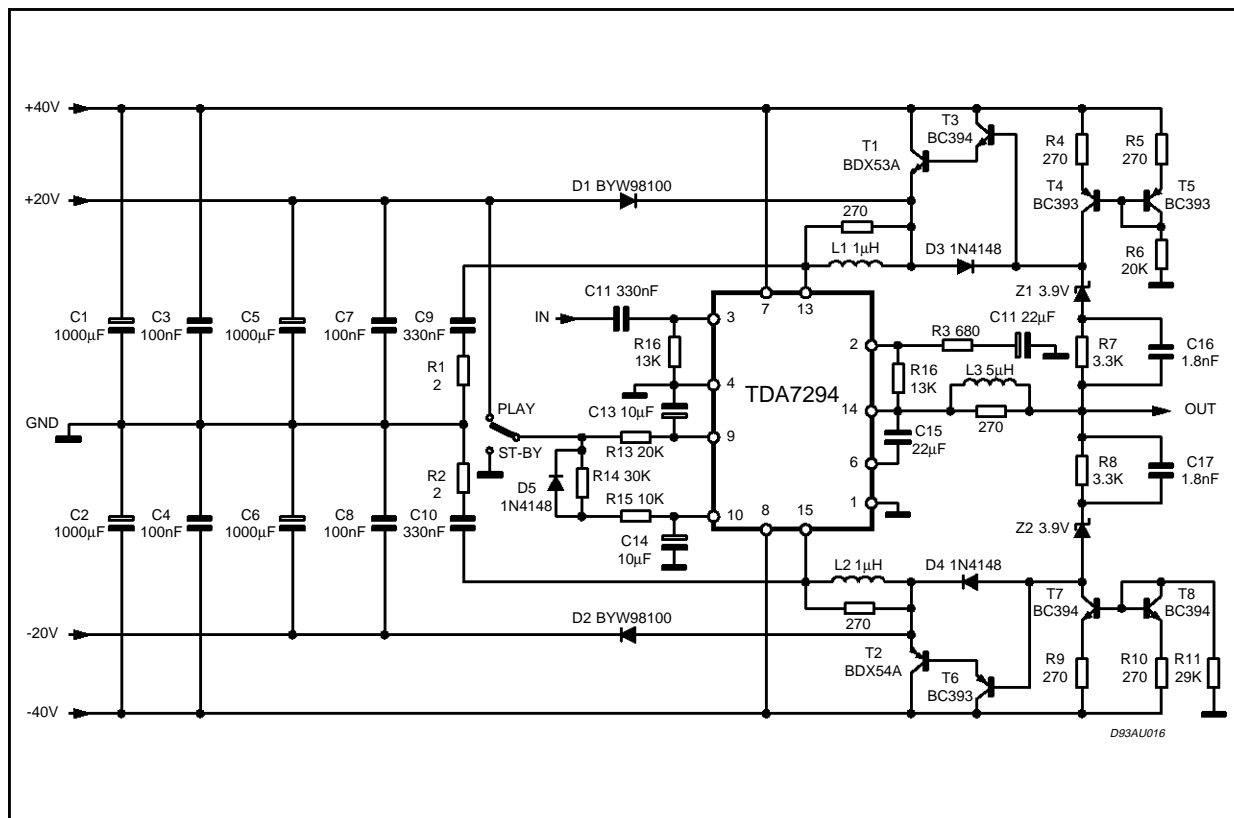 +40V
T3
BC394
T1
BDX53A
R4
270
R5
270
T4
BC393
T5
BC393
+20V
D1 BYW98100
270
L1 1µH
D3 1N4148
R6
20K
Z1 3.9V
C11 330nF
IN
3
7
13
C1
1000µF
C3
100nF
C5
1000µF
C7
100nF
C9
330nF
R1
2
R16
13K
2
R3 680
C11 22µF
R7
3.3K
C16
1.8nF
R16
13K
L3 5µH
4
TDA7294
14
OUT
270
GND
PLAY
ST-BY
C13 10µF
R13 20K
9
C15
22µF
6
R8
3.3K
C17
1.8nF
R2
2
D5
1N4148
R14 30K
R15 10K
10
8
15
1
C2
1000µF
C4
100nF
C6
1000µF
C8
100nF
C10
330nF
C14
10µF
Z2 3.9V
L2 1µH
D4 1N4148
270
T7
BC394
T8
BC394
-20V
D2 BYW98100
T2
BDX54A
T6
BC393
R9
270
R10
270
R11
29K
-40V
D93AU016